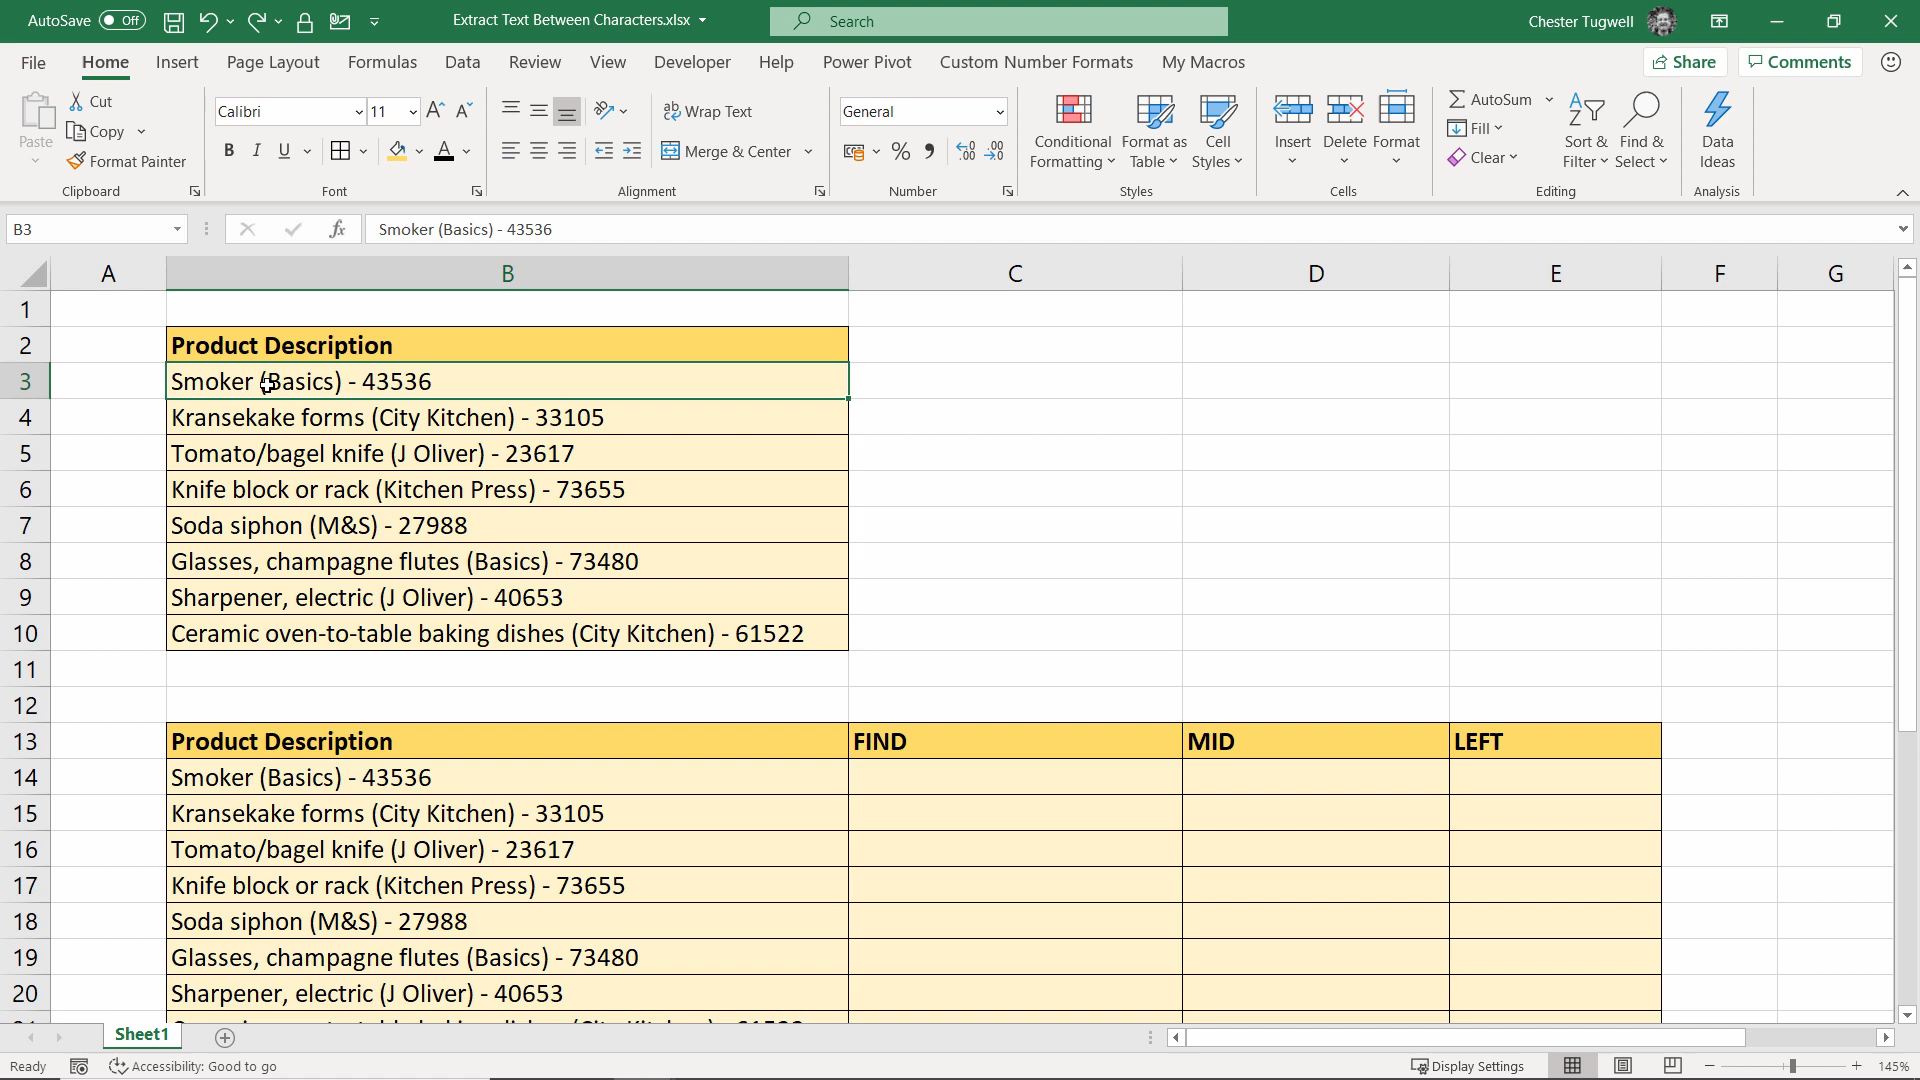 AutoSave Off Extract Text Between Characters.xlsx Search Chester Tugwell
File Home Insert Page Layout Formulas Data Review View Developer Help Power Pivot Custom Number Formats My Macros Share Comments
Paste
Cut
Copy
Format Painter
Clipboard
Calibri 11
B I U
Font
Wrap Text
Merge & Center
Alignment
General
Number
Conditional Formatting
Format as Table
Cell Styles
Styles
Insert Delete Format
Cells
AutoSum
Fill
Clear
Sort & Filter
Find & Select
Editing
Data Ideas
Analysis
B3 fx Smoker (Basics) - 43536
A B C D E F G
1
2 Product Description
3 Smoker (Basics) - 43536
4 Kransekake forms (City Kitchen) - 33105
5 Tomato/bagel knife (J Oliver) - 23617
6 Knife block or rack (Kitchen Press) - 73655
7 Soda siphon (M&S) - 27988
8 Glasses, champagne flutes (Basics) - 73480
9 Sharpener, electric (J Oliver) - 40653
10 Ceramic oven-to-table baking dishes (City Kitchen) - 61522
11
12
13 Product Description FIND MID LEFT
14 Smoker (Basics) - 43536
15 Kransekake forms (City Kitchen) - 33105
16 Tomato/bagel knife (J Oliver) - 23617
17 Knife block or rack (Kitchen Press) - 73655
18 Soda siphon (M&S) - 27988
19 Glasses, champagne flutes (Basics) - 73480
20 Sharpener, electric (J Oliver) - 40653
Sheet1
Ready Accessibility: Good to go Display Settings 145%